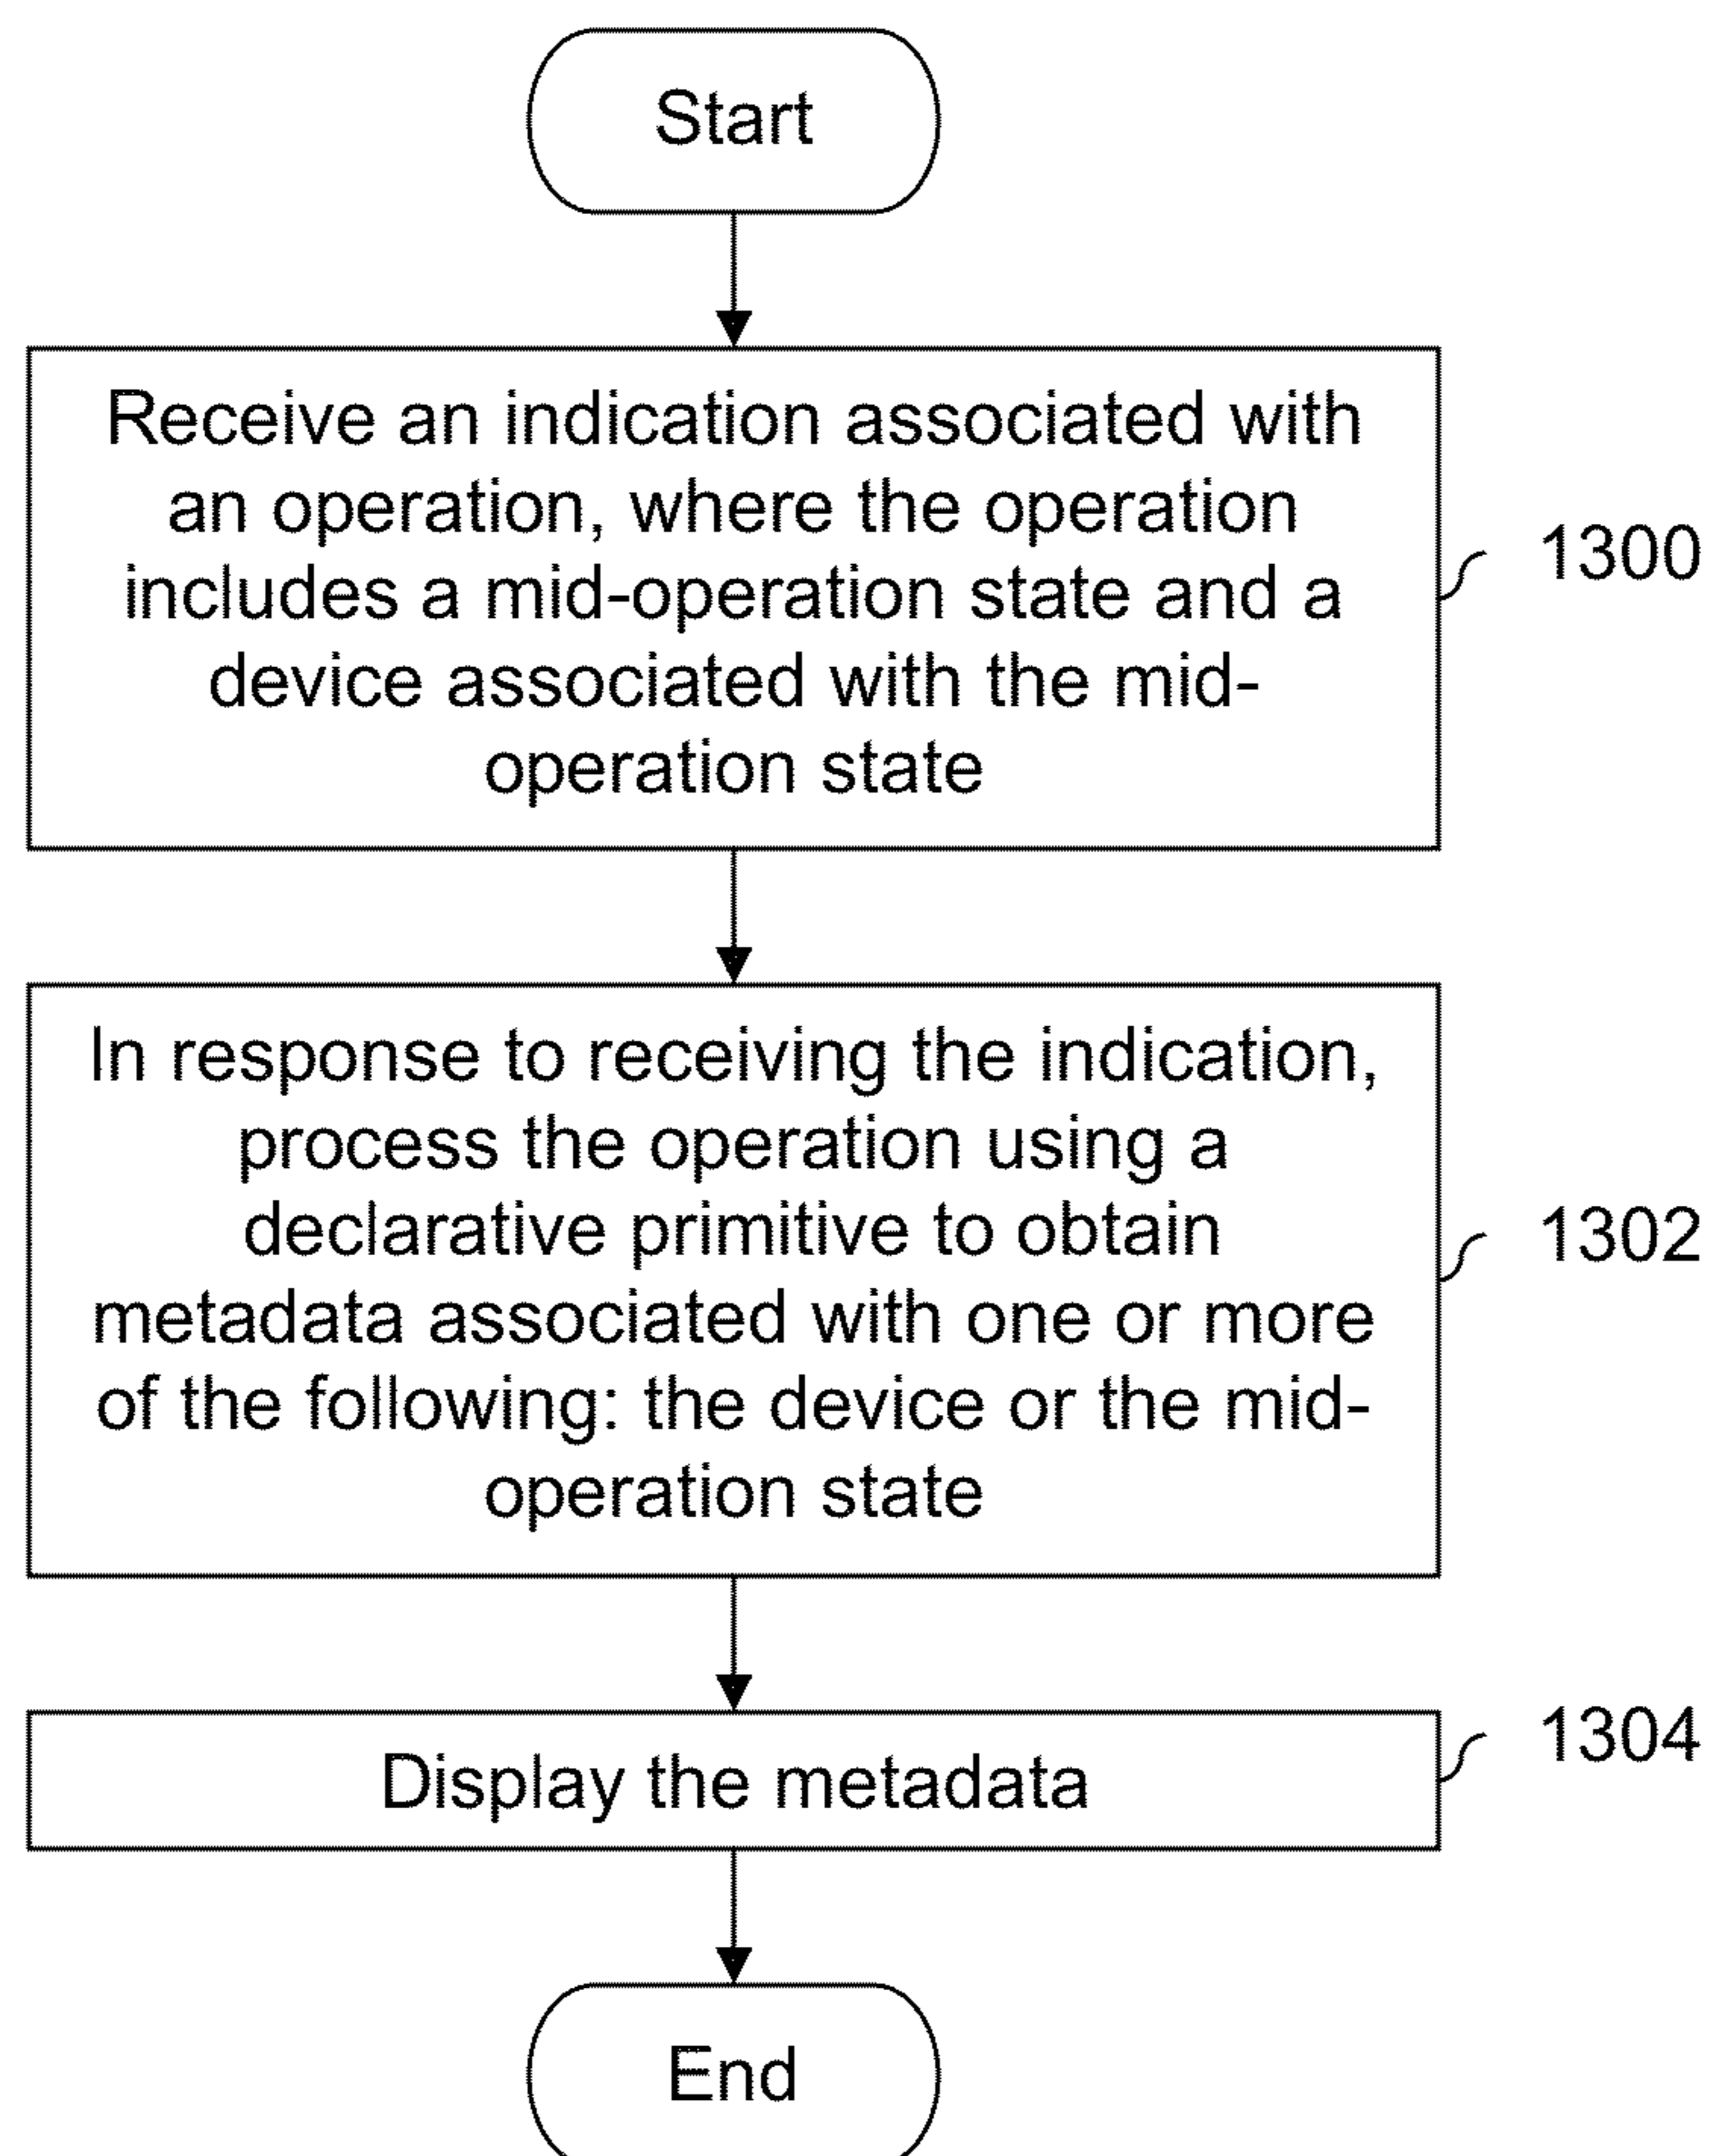 Start
Receive an indication associated with
an operation, where the operation
includes a mid-operation state and a
device associated with the mid-
operation state
1300
In response to receiving the indication,
process the operation using a
declarative primitive to obtain
metadata associated with one or more
of the following: the device or the mid-
operation state
1302
Display the metadata
1304
End